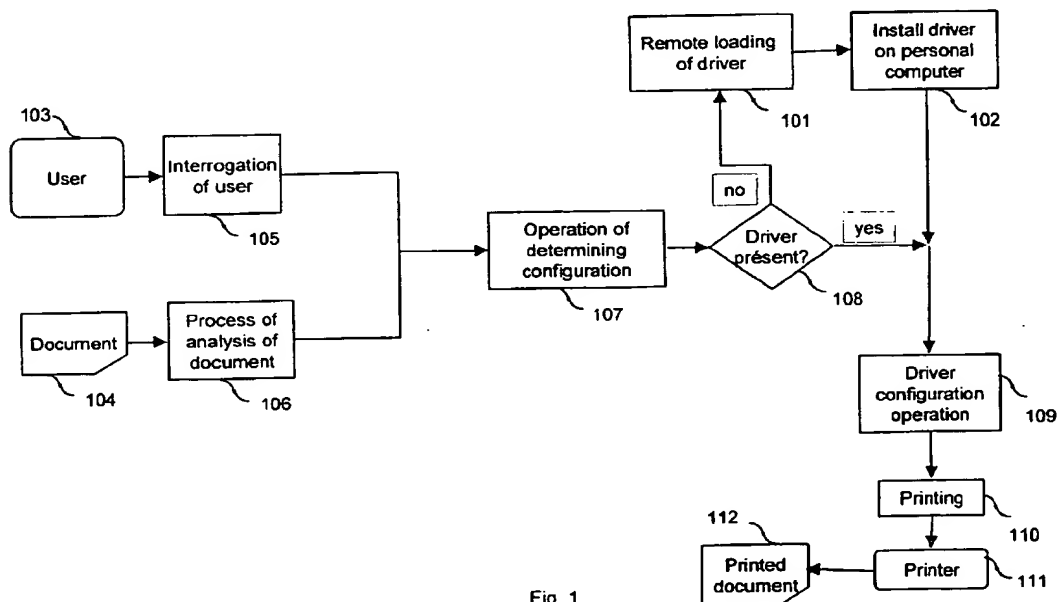 Remote loading
of driver
101
Install driver
on personal
computer
102
103
User
Interrogation
of user
105
no
Operation of
determining
configuration
107
Driver
présent?
108
yes
Document
104
Process of
analysis of
document
106
Driver
configuration
operation
109
Printing
110
112
Printed
document
Printer
111
Fig. 1